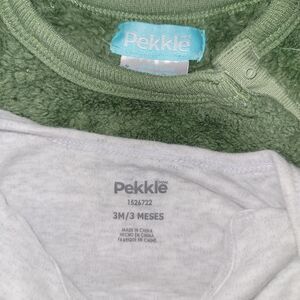 Pekkle
Pekkle
1526722
3M/3 MESES
MADE IN CHINA
HECHO EN CHINA
FABRIQUÉ EN CHINE